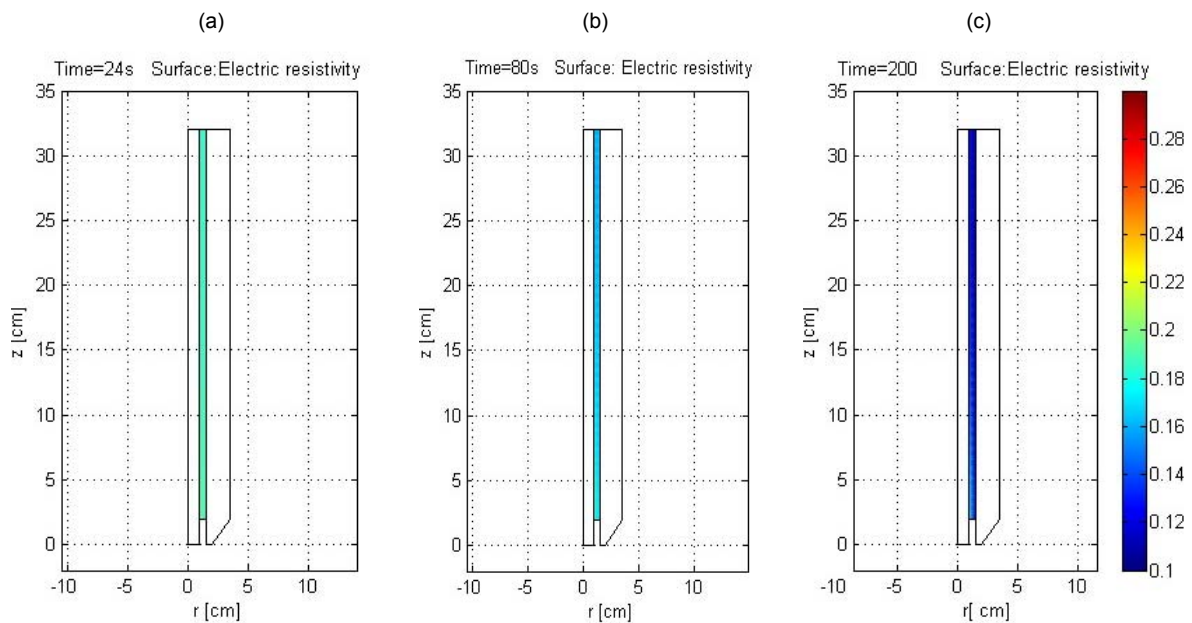 (a) (b) (c)
Time=24s Surface:Electric resistivity
Time=80s Surface: Electric resistivity
Time=200 Surface:Electric resistivity
35
30
25
20
15
10
5
0
z [cm]
-10 -5 0 5 10
r [cm]
35
30
25
20
15
10
5
0
z [cm]
-10 -5 0 5 10
r [cm]
35
30
25
20
15
10
5
0
z [cm]
-10 -5 0 5 10
r[ cm]
0.28
0.26
0.24
0.22
0.2
0.18
0.16
0.14
0.12
0.1